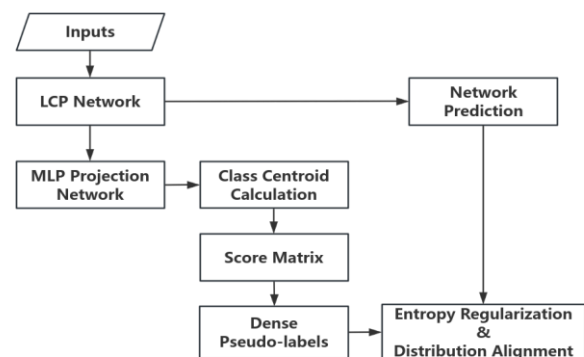 Inputs
LCP Network
Network
Prediction
MLP Projection
Network
Class Centroid
Calculation
Score Matrix
Dense
Pseudo-labels
Entropy Regularization
&
Distribution Alignment